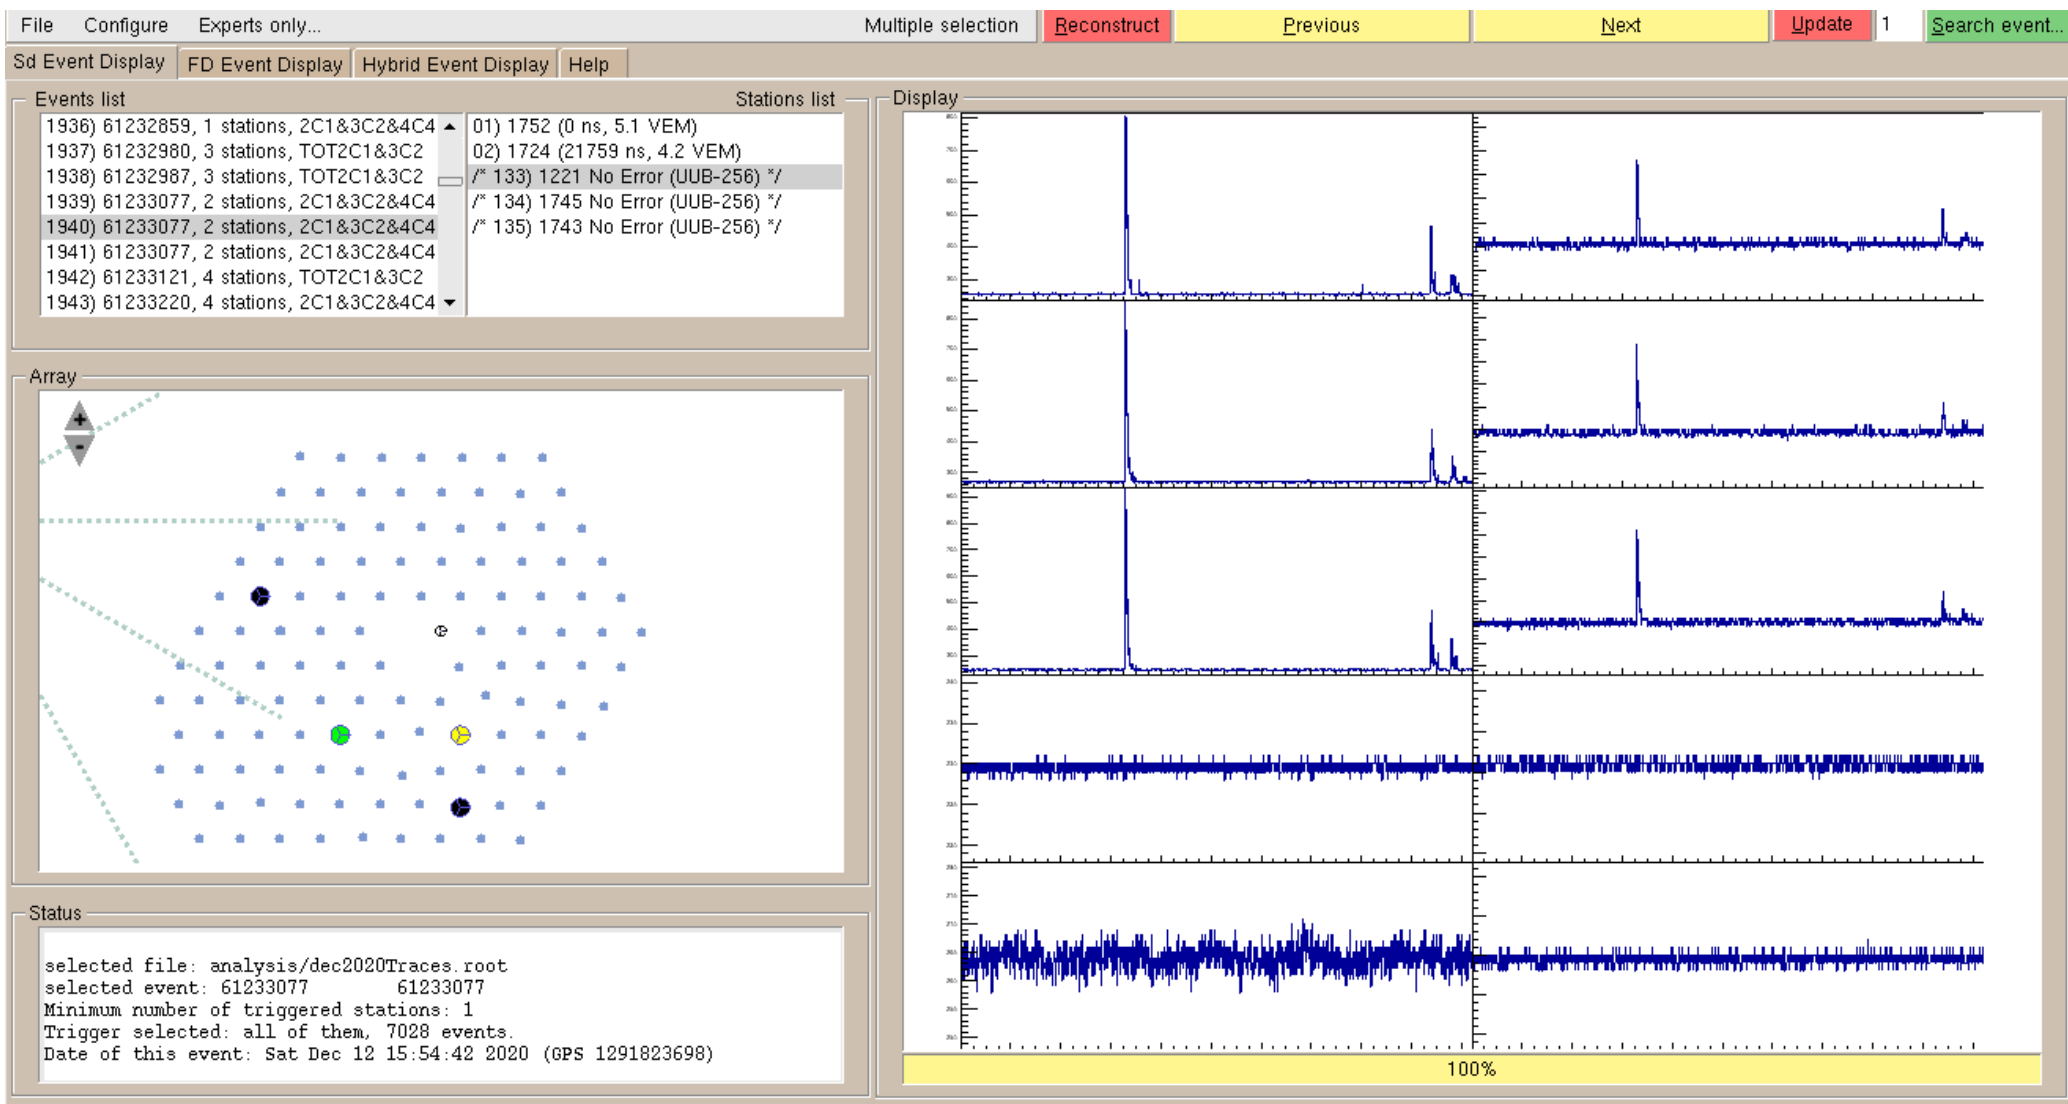 File Configure Experts only... Multiple selection Reconstruct Previous Next Update 1 Search event...
Sd Event Display FD Event Display Hybrid Event Display Help
Events list Stations list
1936) 61232859, 1 stations, 2C1&3C2&4C4
1937) 61232980, 3 stations, TOT2C1&3C2
1938) 61232987, 3 stations, TOT2C1&3C2
1939) 61233077, 2 stations, 2C1&3C2&4C4
1940) 61233077, 2 stations, 2C1&3C2&4C4
1941) 61233077, 2 stations, 2C1&3C2&4C4
1942) 61233121, 4 stations, TOT2C1&3C2
1943) 61233220, 4 stations, 2C1&3C2&4C4
01) 1752 (0 ns, 5.1 VEM)
02) 1724 (21759 ns, 4.2 VEM)
/* 133) 1221 No Error (UUB-256) */
/* 134) 1745 No Error (UUB-256) */
/* 135) 1743 No Error (UUB-256) */
Array
+
-
Status
selected file: analysis/dec2020Traces.root
selected event: 61233077 61233077
Minimum number of triggered stations: 1
Trigger selected: all of them, 7028 events.
Date of this event: Sat Dec 12 15:54:42 2020 (GPS 1291823698)
Display
100%